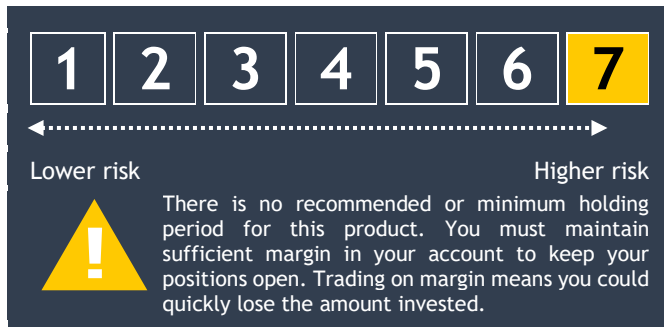 1 2 3 4 5 6 7
Lower risk Higher risk
There is no recommended or minimum holding
period for this product. You must maintain
sufficient margin in your account to keep your
positions open. Trading on margin means you could
quickly lose the amount invested.